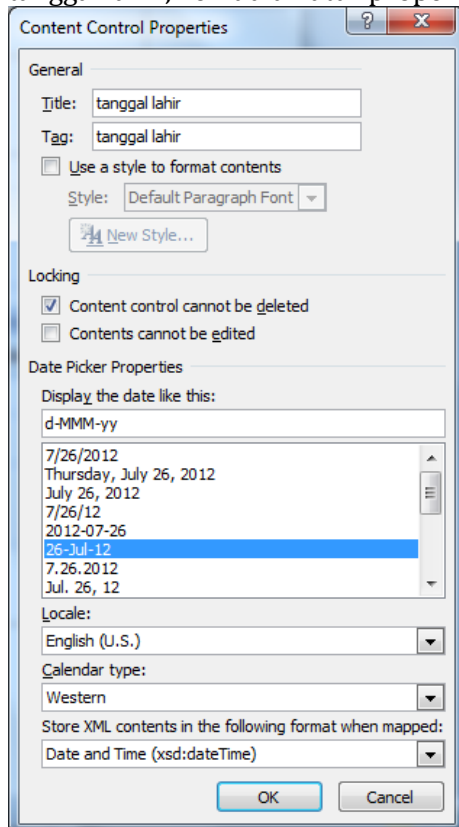 Content Control Properties
General
Title: tanggal lahir
Tag: tanggal lahir
Use a style to format contents
Style: Default Paragraph Font
New Style...
Locking
Content control cannot be deleted
Contents cannot be edited
Date Picker Properties
Display the date like this:
d-MMM-yy
7/26/2012
Thursday, July 26, 2012
July 26, 2012
7/26/12
2012-07-26
26-Jul-12
7.26.2012
Jul. 26, 12
Locale:
English (U.S.)
Calendar type:
Western
Store XML contents in the following format when mapped:
Date and Time (xsd:dateTime)
OK Cancel